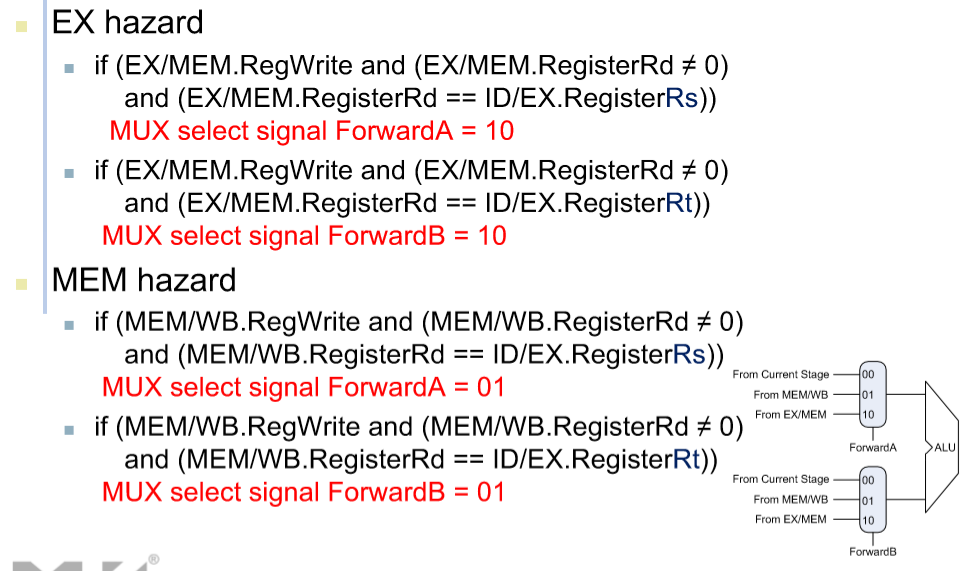 EX hazard
if (EX/MEM.RegWrite and (EX/MEM.RegisterRd ≠ 0)
and (EX/MEM.RegisterRd == ID/EX.RegisterRs))
MUX select signal ForwardA = 10
if (EX/MEM.RegWrite and (EX/MEM.RegisterRd ≠ 0)
and (EX/MEM.RegisterRd == ID/EX.RegisterRt))
MUX select signal ForwardB = 10
MEM hazard
if (MEM/WB.RegWrite and (MEM/WB.RegisterRd ≠ 0)
and (MEM/WB.RegisterRd == ID/EX.RegisterRs))
MUX select signal ForwardA = 01
if (MEM/WB.RegWrite and (MEM/WB.RegisterRd ≠ 0)
and (MEM/WB.RegisterRd == ID/EX.RegisterRt))
MUX select signal ForwardB = 01
From Current Stage 00
From MEM/WB 01
From EX/MEM 10
ForwardA
ALU
From Current Stage 00
From MEM/WB 01
From EX/MEM 10
ForwardB
®